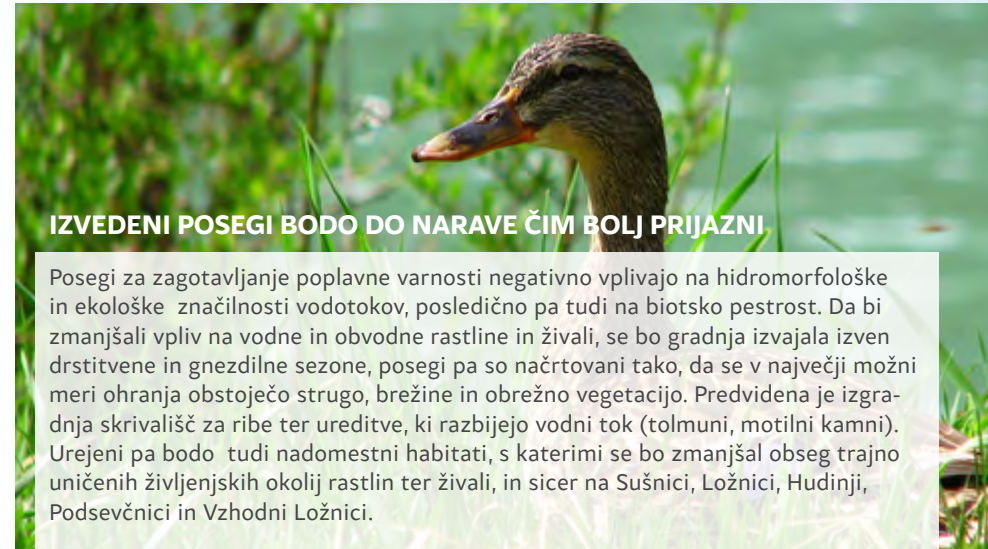 IZVEDENI POSEGI BODO DO NARAVE ČIM BOLJ PRIJAZNI
Posegi za zagotavljanje poplavne varnosti negativno vplivajo na hidromorfološke
in ekološke značilnosti vodotokov, posledično pa tudi na biotsko pestrost. Da bi
zmanjšali vpliv na vodne in obvodne rastline in živali, se bo gradnja izvajala izven
drstitvene in gnezdilne sezone, posegi pa so načrtovani tako, da se v največji možni
meri ohranja obstoječo strugo, brežine in obrežno vegetacijo. Predvidena je izgra-
dnja skrivališč za ribe ter ureditve, ki razbijejo vodni tok (tolmuni, motilni kamni).
Urejeni pa bodo tudi nadomestni habitati, s katerimi se bo zmanjšal obseg trajno
uničenih življenjskih okolij rastlin ter živali, in sicer na Sušnici, Ložnici, Hudinji,
Podsevčnici in Vzhodni Ložnici.